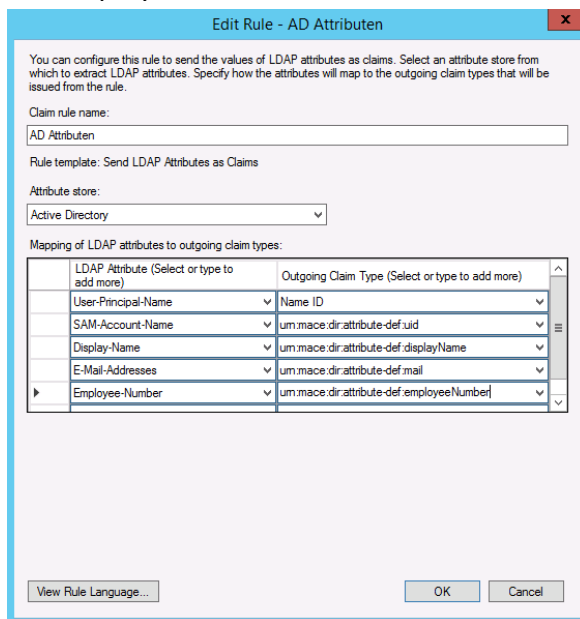 Edit Rule - AD Attributen
x
You can configure this rule to send the values of LDAP attributes as claims. Select an attribute store from
which to extract LDAP attributes. Specify how the attributes will map to the outgoing claim types that will be
issued from the rule.
Claim rule name:
AD Attributen
Rule template: Send LDAP Attributes as Claims
Attribute store:
Active Directory
Mapping of LDAP attributes to outgoing claim types:
LDAP Attribute (Select or type to
add more)
Outgoing Claim Type (Select or type to add more)
User-Principal-Name Name ID
SAM-Account-Name urn:mace:dir:attribute-def:uid
Display-Name urn:mace:dir:attribute-def:displayName
E-Mail-Addresses urn:mace:dir:attribute-def:mail
Employee-Number urn:mace:dir:attribute-def:employeeNumber
View Rule Language... OK Cancel